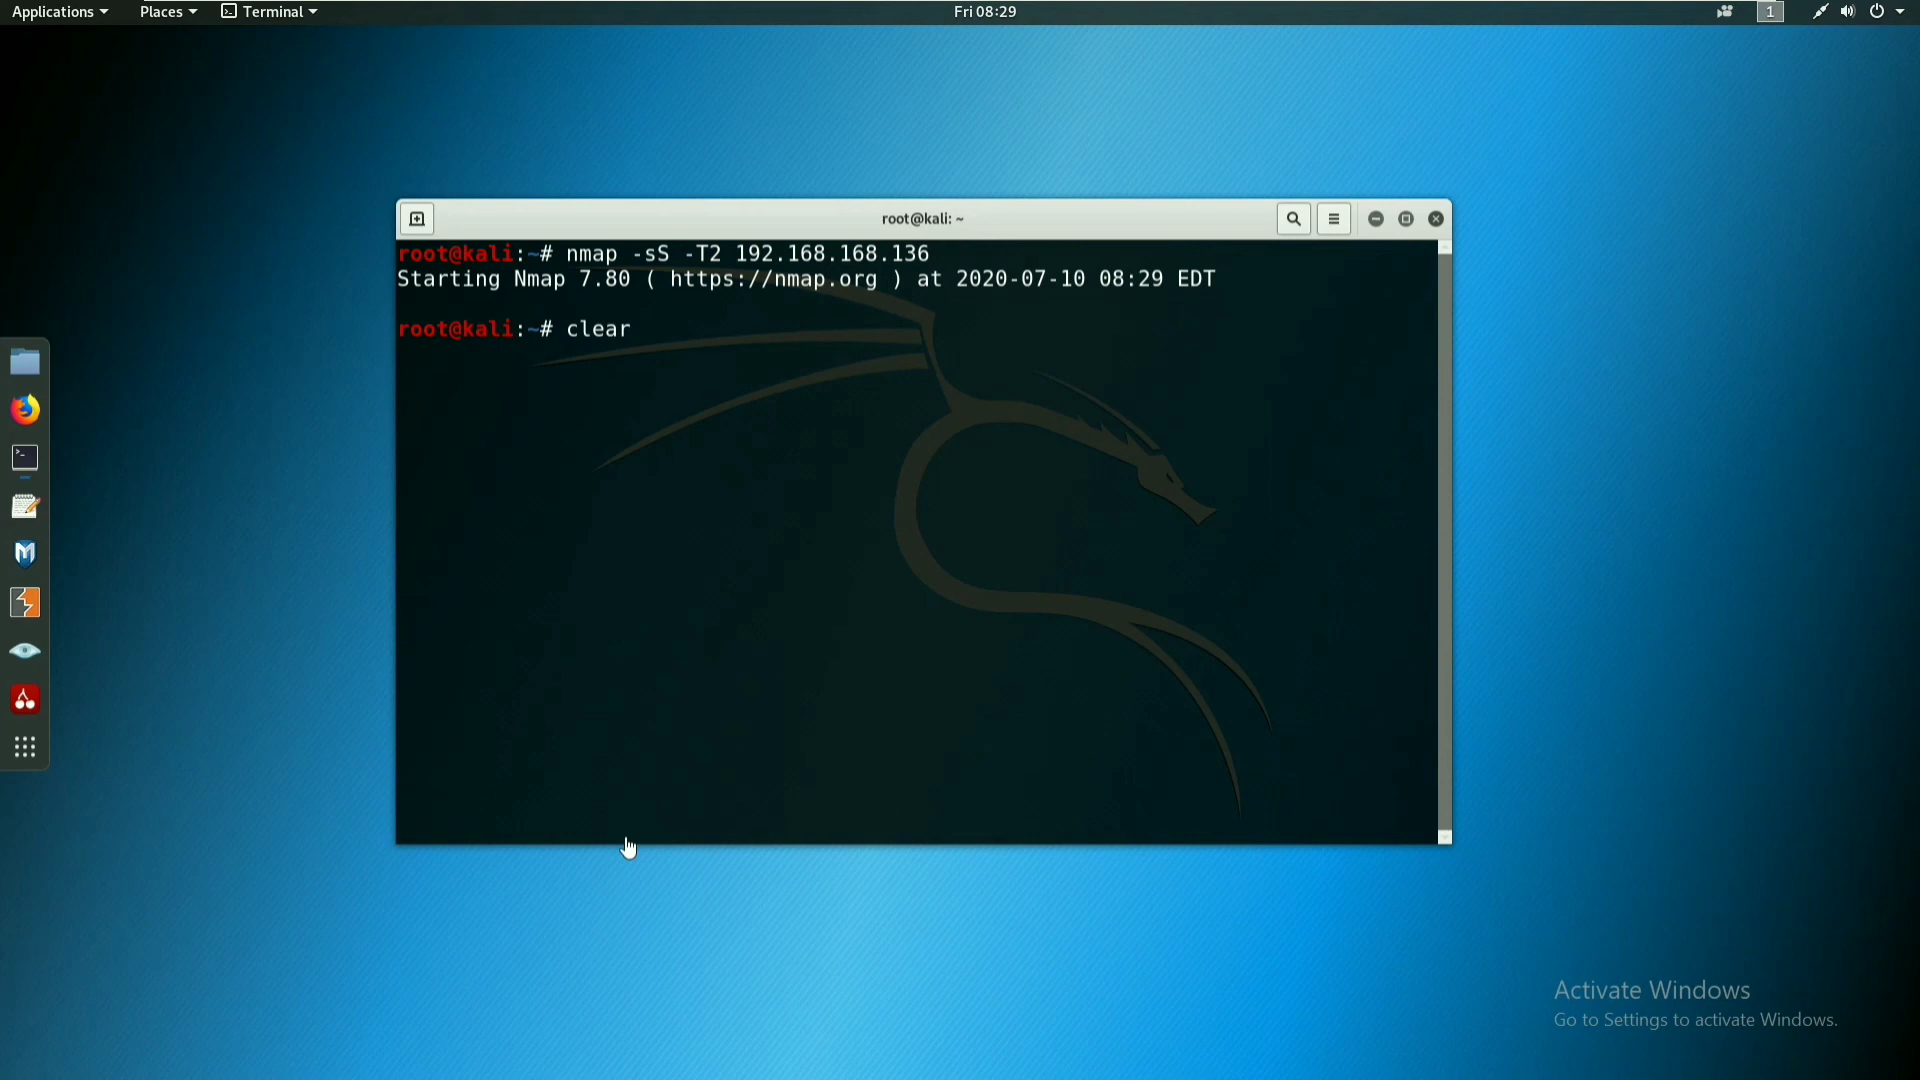 Applications Places Terminal Fri 08:29 1
root@kali: ~
root@kali:~# nmap -sS -T2 192.168.168.136
Starting Nmap 7.80 ( https://nmap.org ) at 2020-07-10 08:29 EDT
root@kali:~# clear
Activate Windows
Go to Settings to activate Windows.